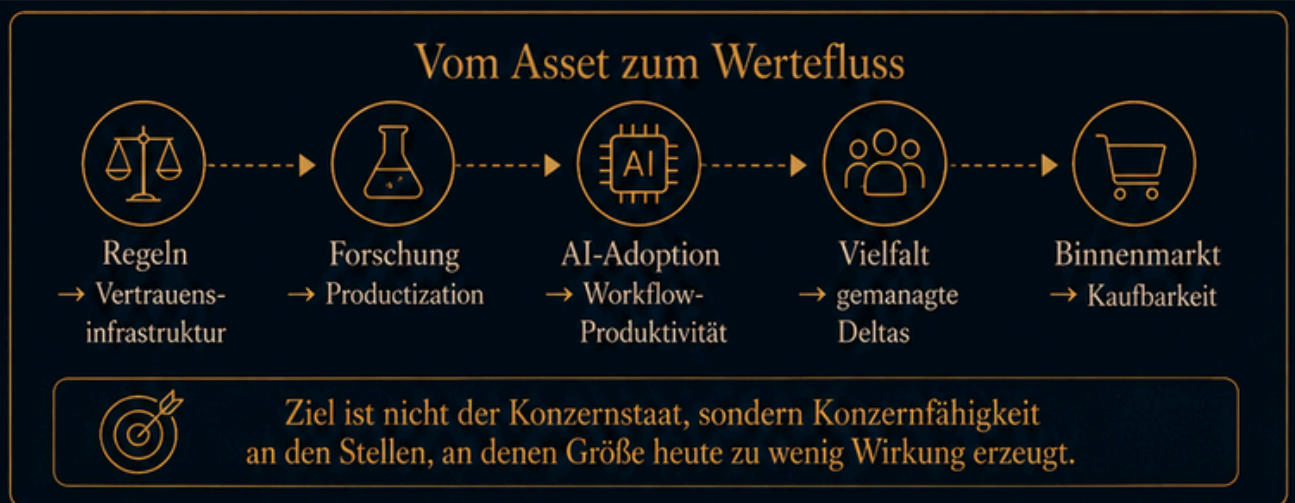 Vom Asset zum Wertefluss
AI
Regeln
→ Vertrauens-
infrastruktur
Forschung
→ Productization
AI-Adoption
→ Workflow-
Produktivität
Vielfalt
→ gemanagte
Deltas
Binnenmarkt
→ Kaufbarkeit
Ziel ist nicht der Konzernstaat, sondern Konzernfähigkeit
an den Stellen, an denen Größe heute zu wenig Wirkung erzeugt.